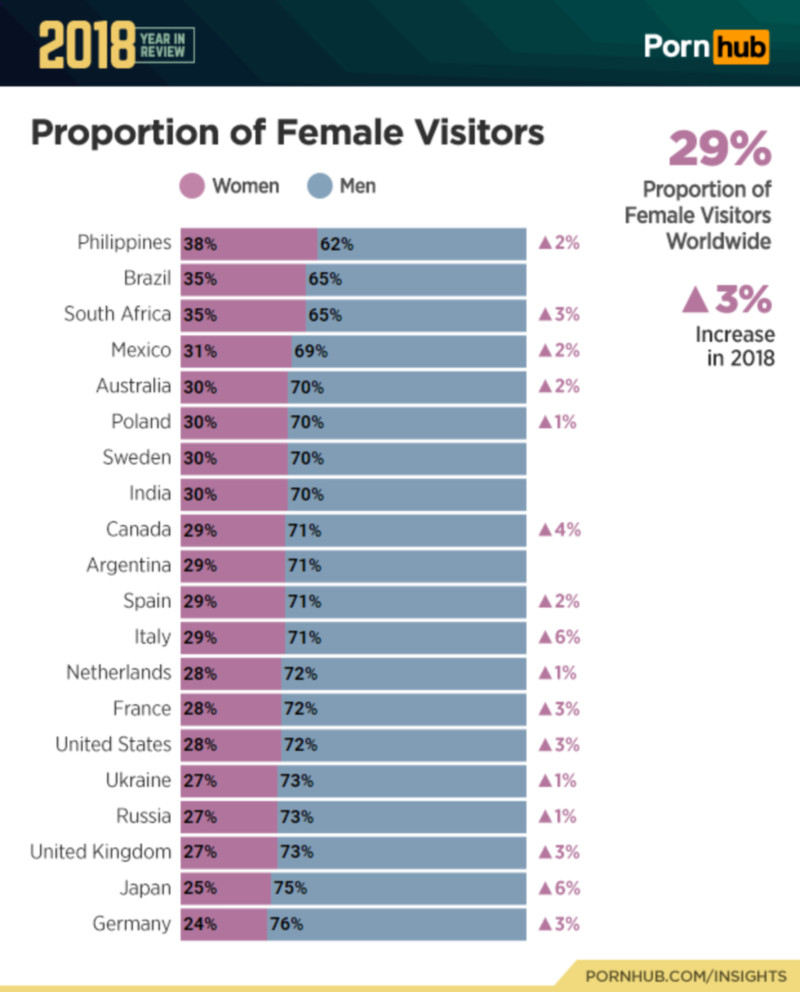 2018 YEAR IN
REVIEW
Porn hub
Proportion of Female Visitors
Women Men
29%
Proportion of
Female Visitors
Worldwide
▲3%
Increase
in 2018
Philippines 38% 62% ▲2%
Brazil 35% 65%
South Africa 35% 65% ▲3%
Mexico 31% 69% ▲2%
Australia 30% 70% ▲2%
Poland 30% 70% ▲1%
Sweden 30% 70%
India 30% 70%
Canada 29% 71% ▲4%
Argentina 29% 71%
Spain 29% 71% ▲2%
Italy 29% 71% ▲6%
Netherlands 28% 72% ▲1%
France 28% 72% ▲3%
United States 28% 72% ▲3%
Ukraine 27% 73% ▲1%
Russia 27% 73% ▲1%
United Kingdom 27% 73% ▲3%
Japan 25% 75% ▲6%
Germany 24% 76% ▲3%
PORNHUB.COM/INSIGHTS